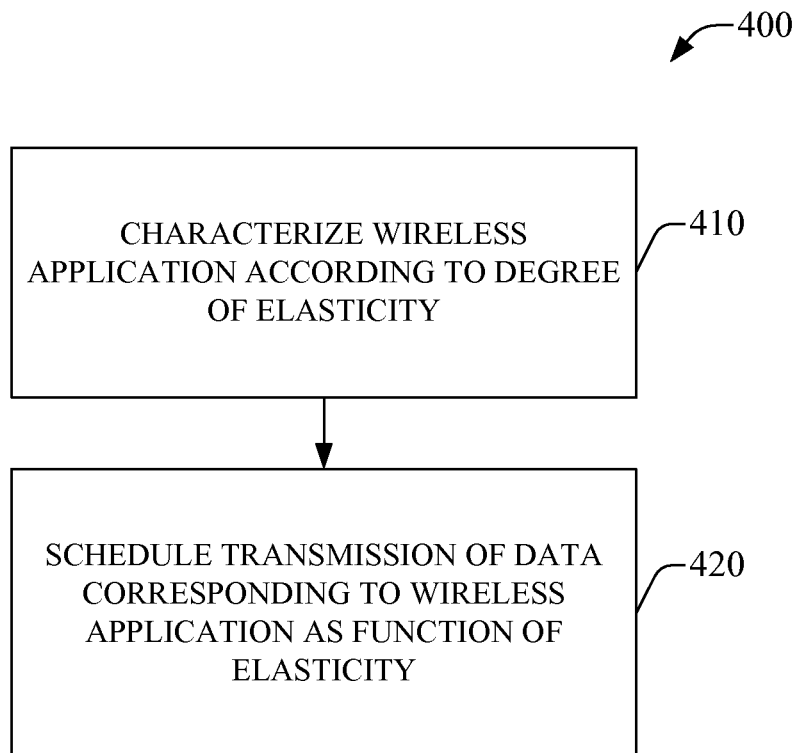 400
CHARACTERIZE WIRELESS
APPLICATION ACCORDING TO DEGREE
OF ELASTICITY
410
SCHEDULE TRANSMISSION OF DATA
CORRESPONDING TO WIRELESS
APPLICATION AS FUNCTION OF
ELASTICITY
420